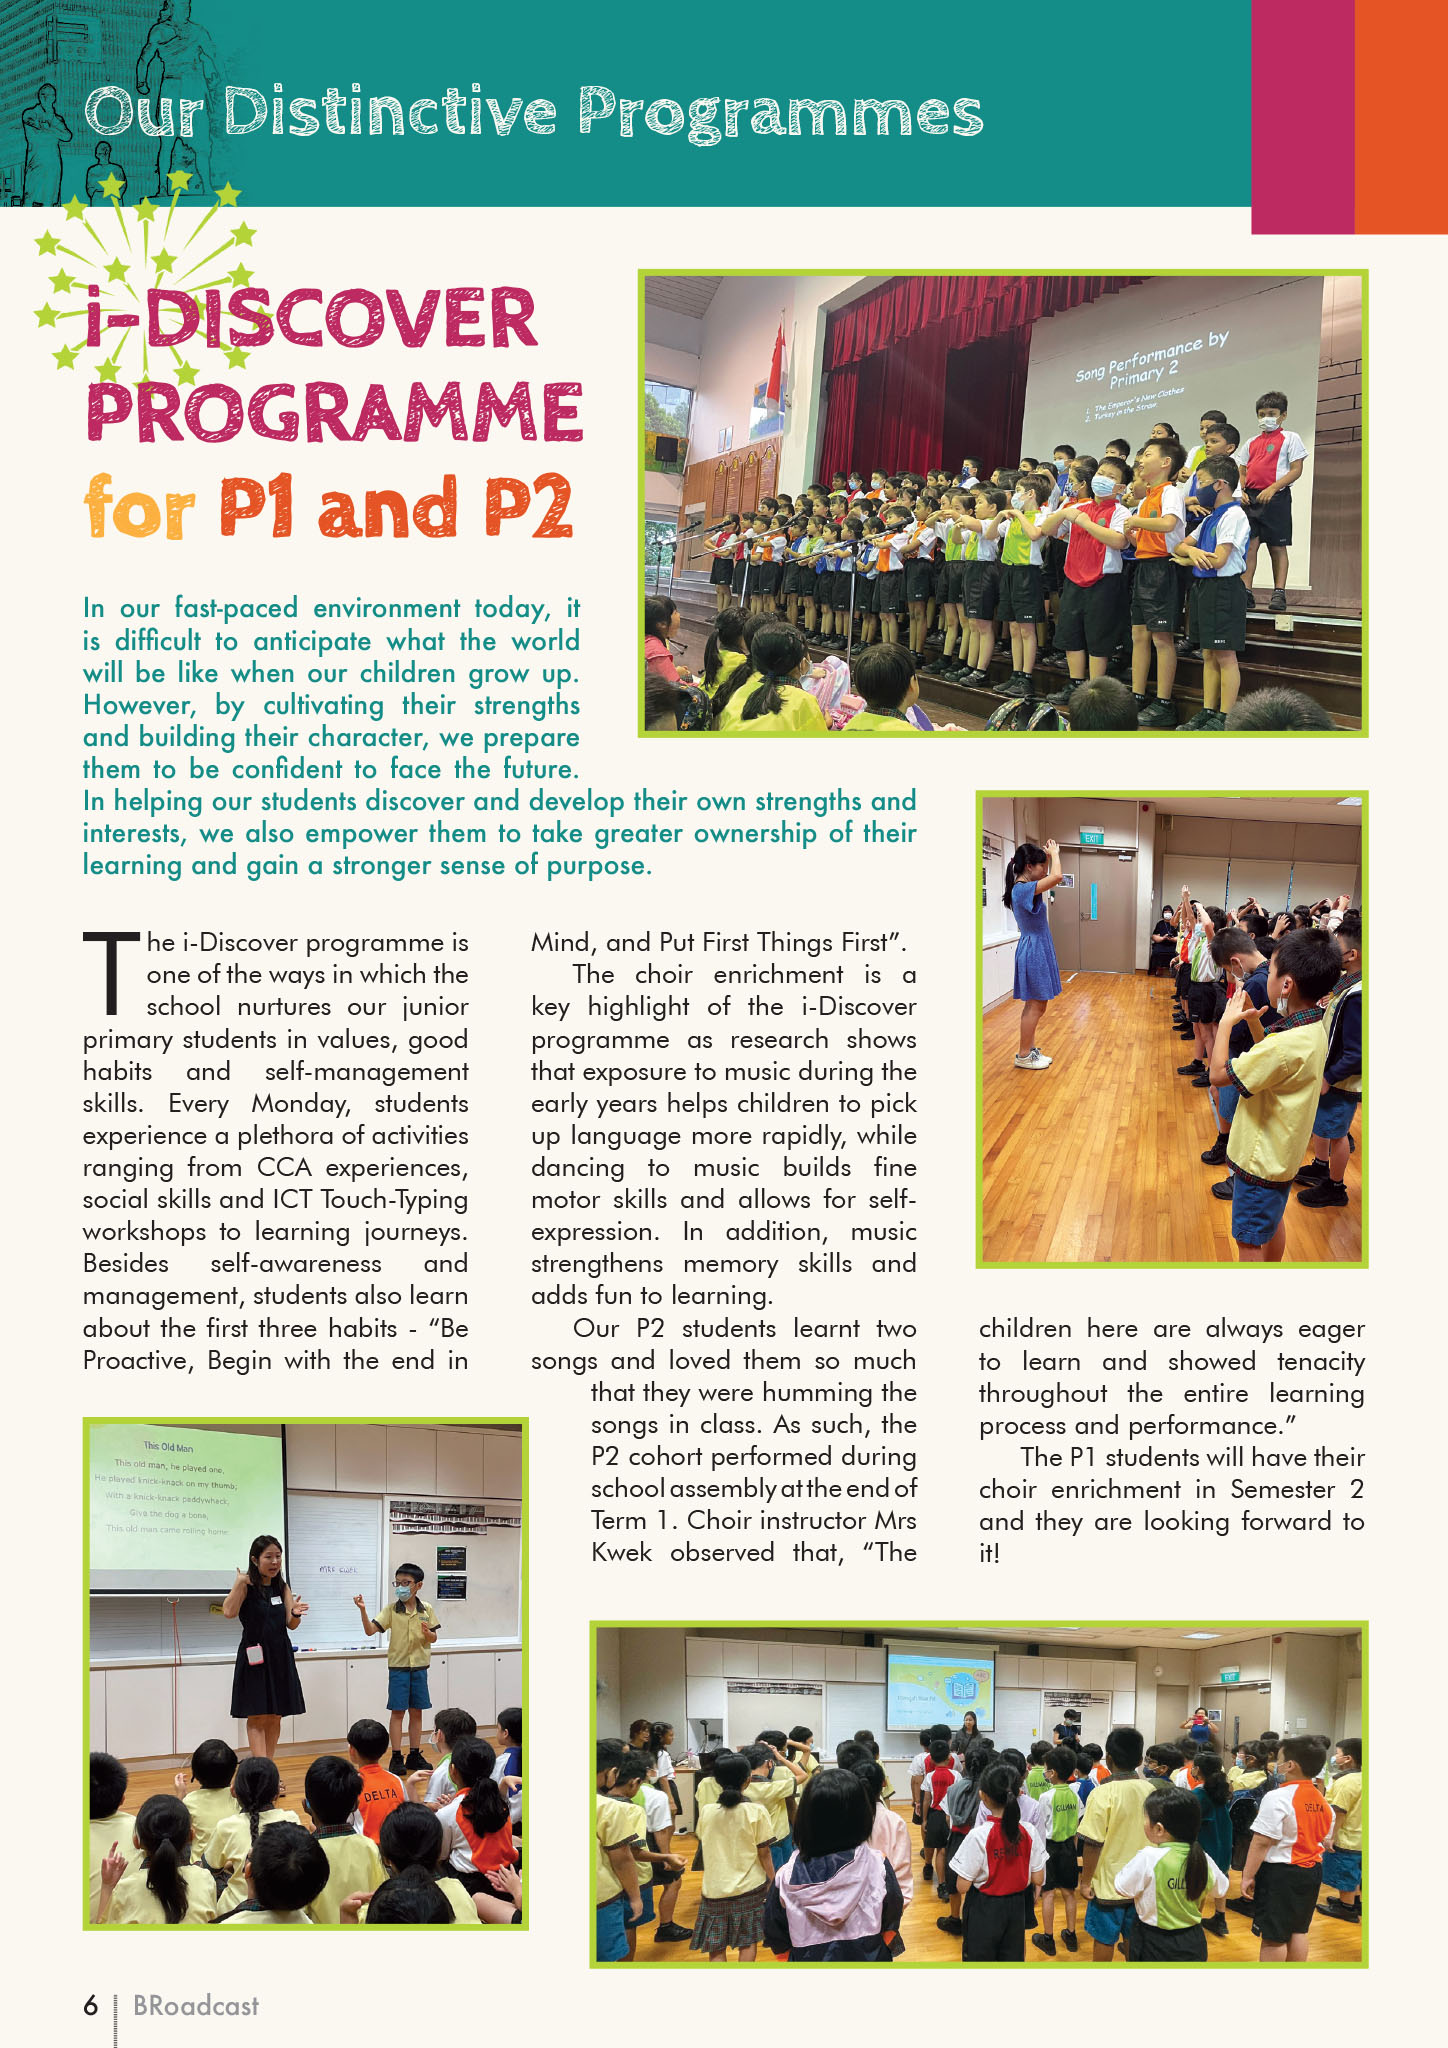 Our Distinctive Programmes
i-DISCOVER
PROGRAMME
for P1 and P2
In our fast-paced environment today, it
is difficult to anticipate what the world
will be like when our children grow up.
However, by cultivating their strengths
and building their character, we prepare
them to be confident to face the future.
In helping our students discover and develop their own strengths and
interests, we also empower them to take greater ownership of their
learning and gain a stronger sense of purpose.
Song Performance by
Primary 2
1. The Emperor's New Clothes
2. Turkey in the Straw
EXIT
The i-Discover programme is
one of the ways in which the
school nurtures our junior
primary students in values, good
habits and self-management
skills. Every Monday, students
experience a plethora of activities
ranging from CCA experiences,
social skills and ICT Touch-Typing
workshops to learning journeys.
Besides self-awareness and
management, students also learn
about the first three habits - “Be
Proactive, Begin with the end in
Mind, and Put First Things First”.
The choir enrichment is a
key highlight of the i-Discover
programme as research shows
that exposure to music during the
early years helps children to pick
up language more rapidly, while
dancing to music builds fine
motor skills and allows for self-
expression. In addition, music
strengthens memory skills and
adds fun to learning.
Our P2 students learnt two
songs and loved them so much
that they were humming the
songs in class. As such, the
P2 cohort performed during
school assembly at the end of
Term 1. Choir instructor Mrs
Kwek observed that, “The
children here are always eager
to learn and showed tenacity
throughout the entire learning
process and performance.”
The P1 students will have their
choir enrichment in Semester 2
and they are looking forward to
it!
This Old Man
This old man, he played one,
He played knick-knack on my thumb;
With a knick-knack paddywhack,
Give the dog a bone,
This old man came rolling home.
MRS KWEK
DELTA
EXIT
GILLMAN
GILLMAN
DELTA
6
BRoadcast